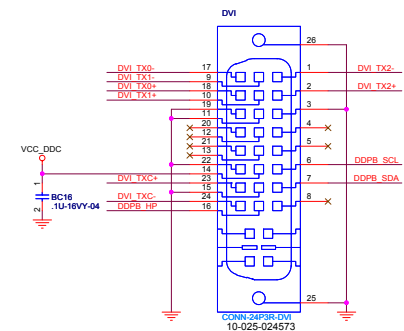 DVI
26
DVI_TX0- 17 1 DVI_TX2-
DVI_TX1- 9
DVI_TX0+ 18 2 DVI_TX2+
DVI_TX1+ 10
19 3
11
20 4
12
21 5
13
22 6 DDPB_SCL
VCC_DDC
14
DVI_TXC+ 23 7 DDPB_SDA
15
1
DVI_TXC- 24 8
DDPB_HP 16
BC16
.1U-16VY-04
2
25
CONN-24P3R-DVI
10-025-024573